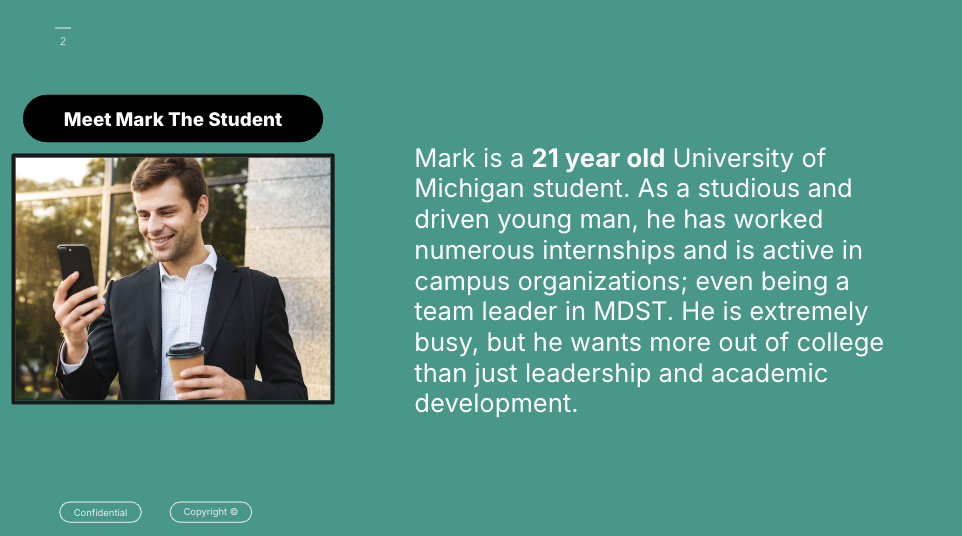 2
Meet Mark The Student
Mark is a 21 year old University of
Michigan student. As a studious and
driven young man, he has worked
numerous internships and is active in
campus organizations; even being a
team leader in MDST. He is extremely
busy, but he wants more out of college
than just leadership and academic
development.
Confidential
Copyright ©